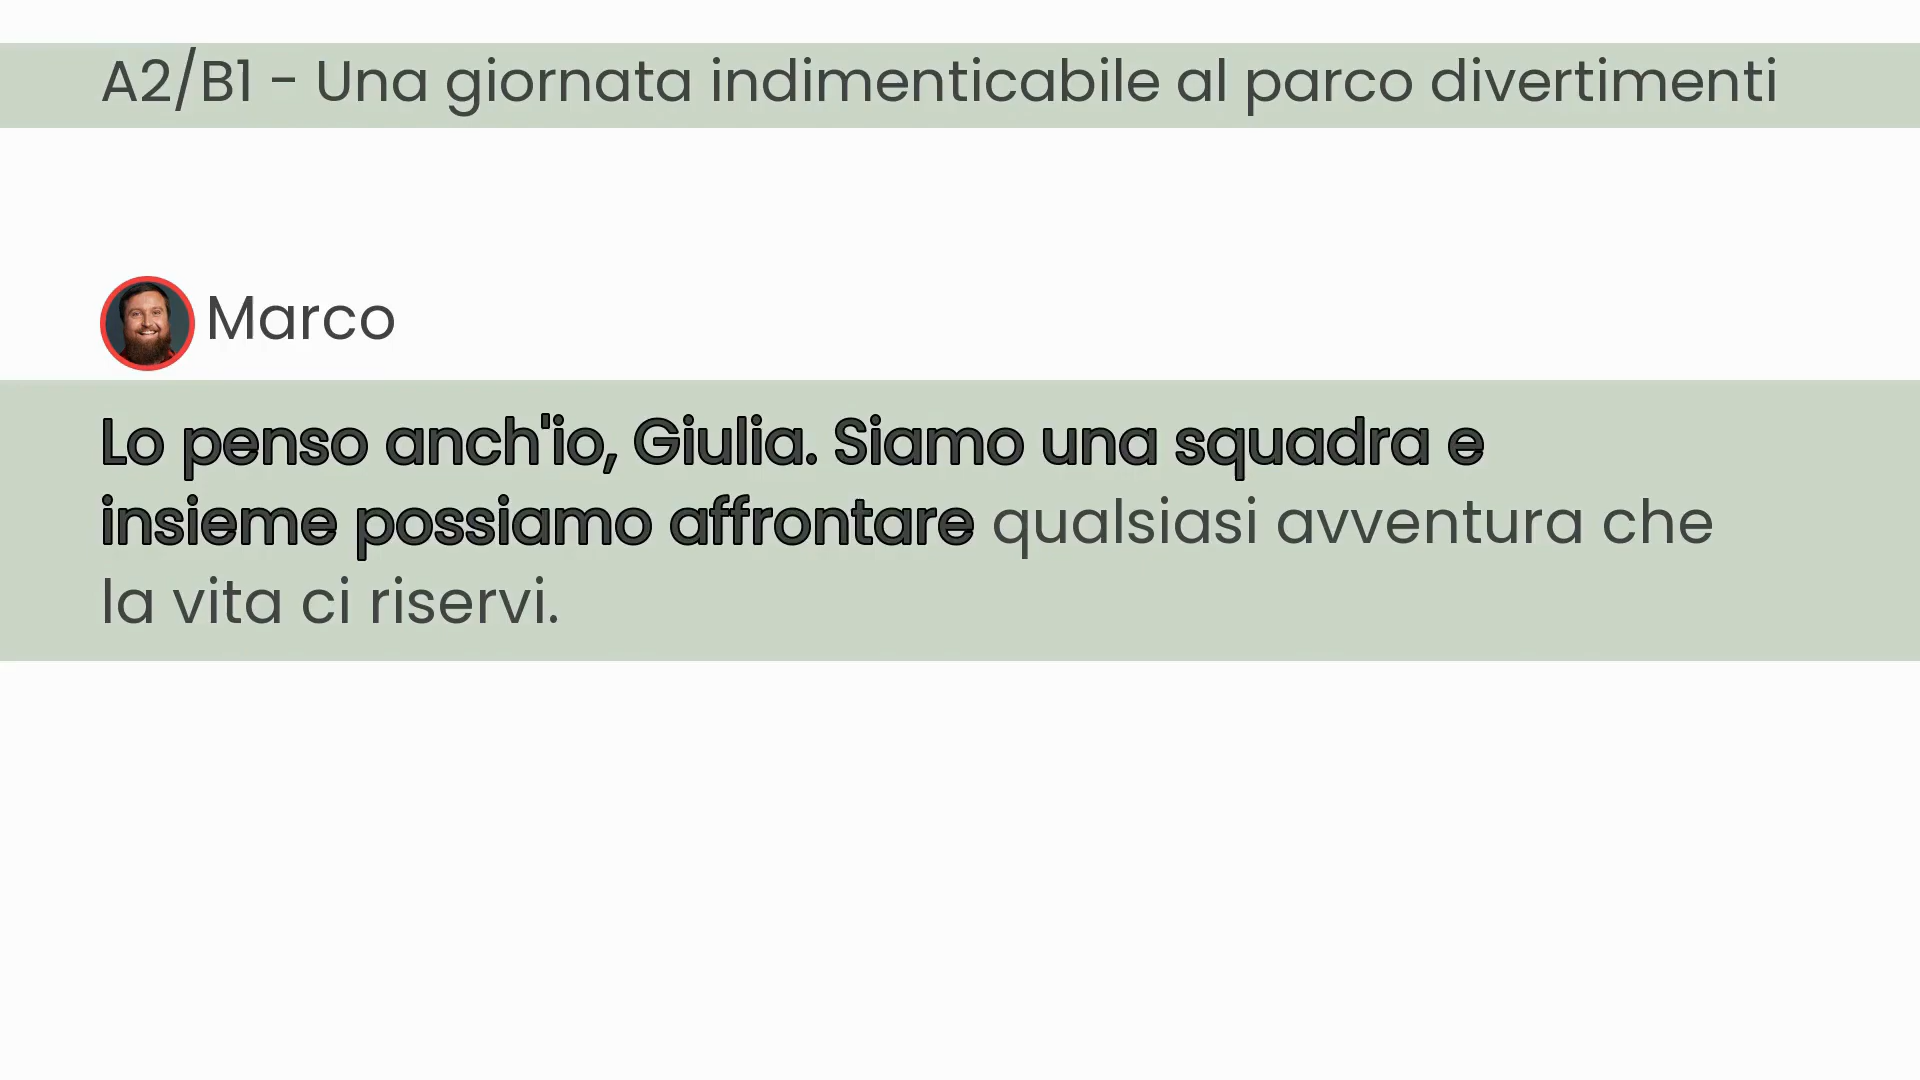 A2/B1 - Una giornata indimenticabile al parco divertimenti
Marco
Lo penso anch'io, Giulia. Siamo una squadra e
insieme possiamo affrontare qualsiasi avventura che
la vita ci riservi.